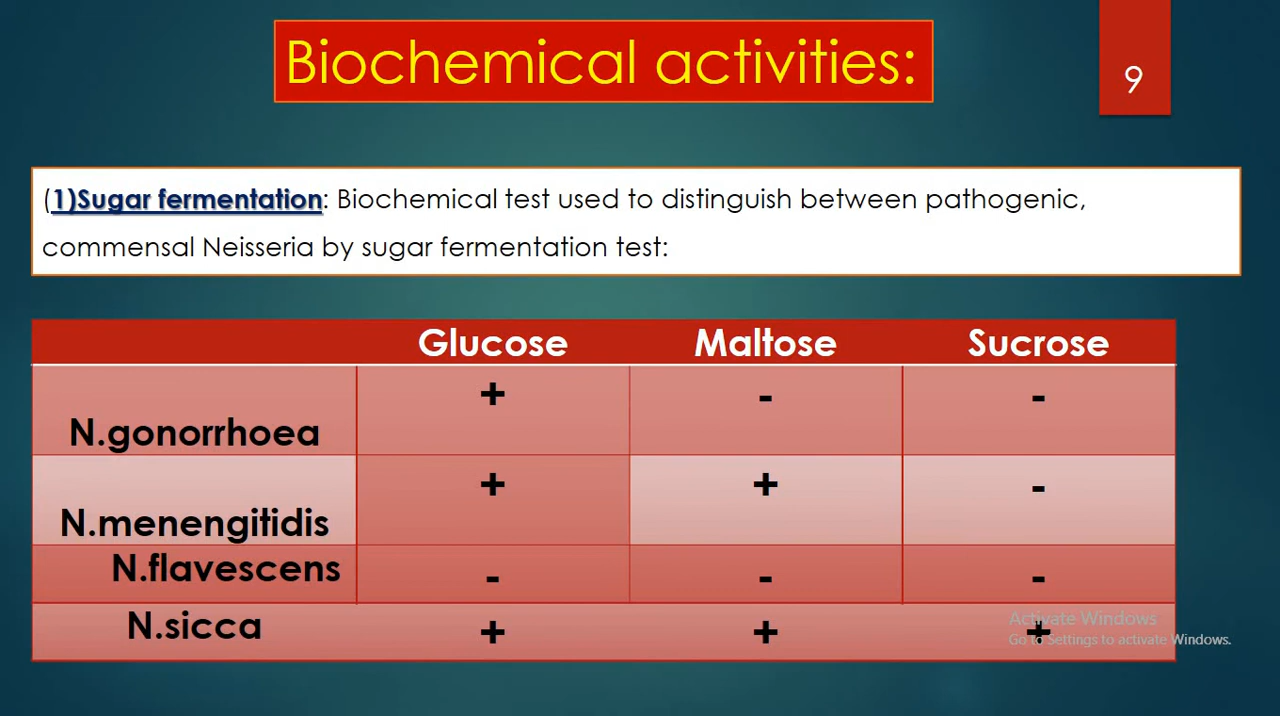 Biochemical activities:
9
(1)Sugar fermentation: Biochemical test used to distinguish between pathogenic,
commensal Neisseria by sugar fermentation test:
Glucose Maltose Sucrose
N.gonorrhoea + - -
N.menengitidis + + -
N.flavescens - - -
N.sicca + + +
Activate Windows
Go to Settings to activate Windows.